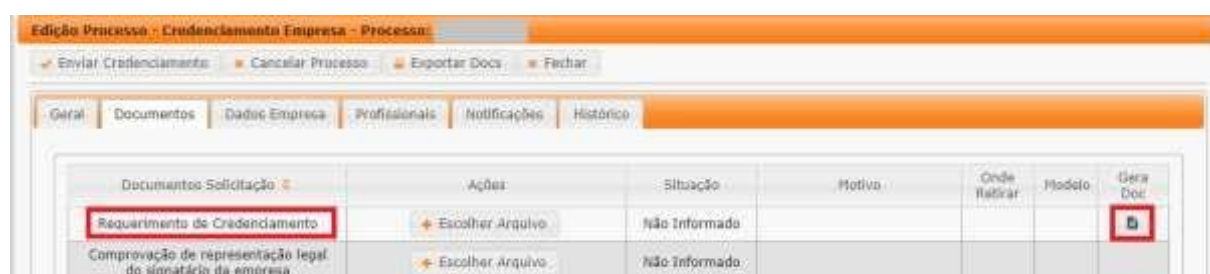 Edição Processo - Credenciamento Empresa - Processo:
Enviar Credenciamento Cancelar Processo Exportar Docs Fechar
Geral Documentos Dados Empresa Profissionais Notificações Histórico
Documentos Solicitação Ações Situação Motivo Onde Retirar Modelo Gera Doc
Requerimento de Credenciamento Escolher Arquivo Não Informado
Comprovação de representação legal
do signatário da empresa Escolher Arquivo Não Informado